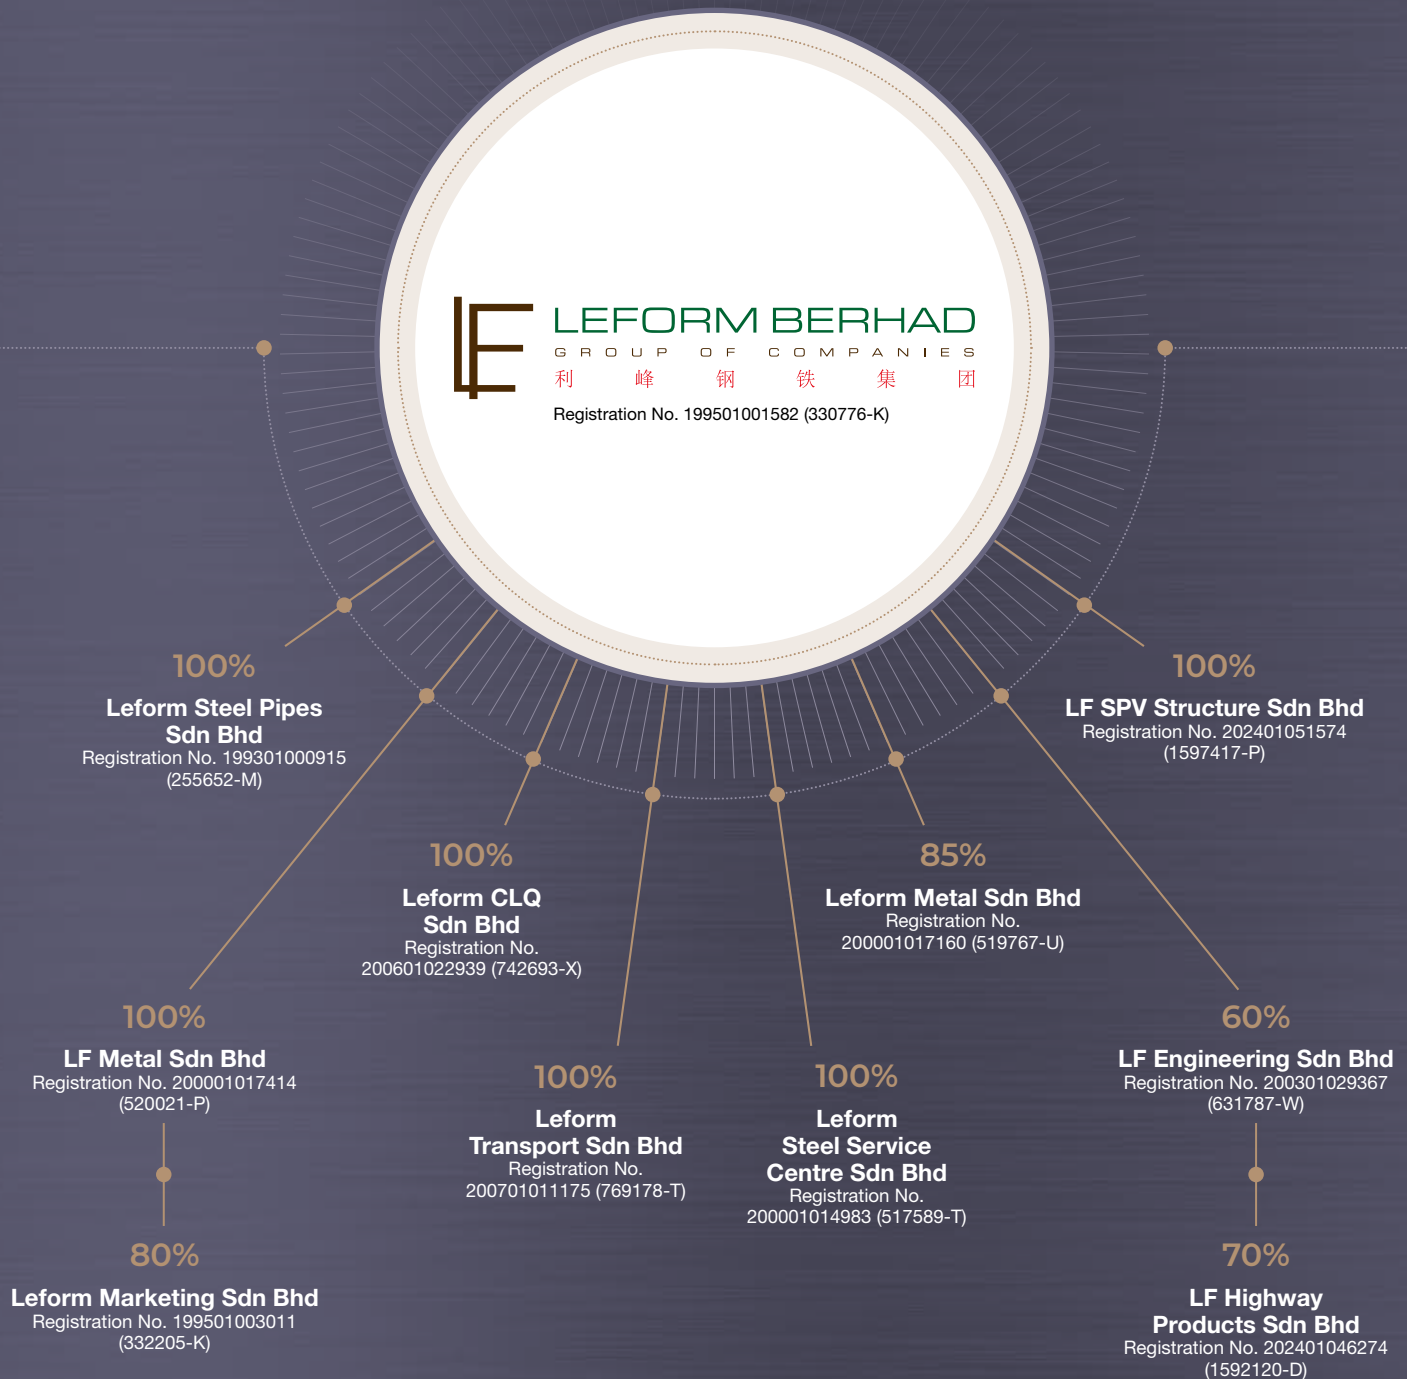 LF
LEFORM BERHAD
GROUP OF COMPANIES
利峰钢铁集团
Registration No. 199501001582 (330776-K)
100%
Leform Steel Pipes
Sdn Bhd
Registration No. 199301000915
(255652-M)
100%
LF SPV Structure Sdn Bhd
Registration No. 202401051574
(1597417-P)
100%
Leform CLQ
Sdn Bhd
Registration No.
200601022939 (742693-X)
85%
Leform Metal Sdn Bhd
Registration No.
200001017160 (519767-U)
100%
LF Metal Sdn Bhd
Registration No. 200001017414
(520021-P)
100%
Leform
Transport Sdn Bhd
Registration No.
200701011175 (769178-T)
100%
Leform
Steel Service
Centre Sdn Bhd
Registration No.
200001014983 (517589-T)
60%
LF Engineering Sdn Bhd
Registration No. 200301029367
(631787-W)
80%
Leform Marketing Sdn Bhd
Registration No. 199501003011
(332205-K)
70%
LF Highway
Products Sdn Bhd
Registration No. 202401046274
(1592120-D)